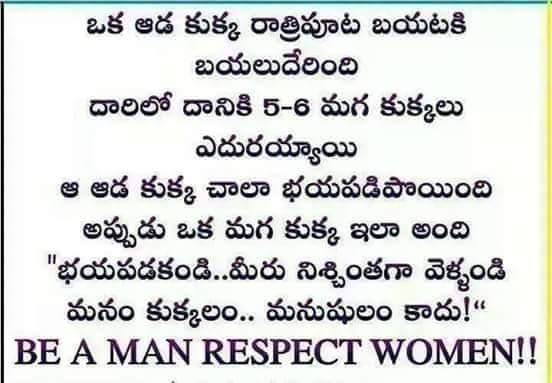 ఒక ఆడ కుక్క రాత్రిపూట బయటకి
బయలుదేరింది
దారిలో దానికి 5-6 మగ కుక్కలు
ఎదురయ్యాయి
ఆ ఆడ కుక్క చాలా భయపడిపొయింది
అప్పుడు ఒక మగ కుక్క ఇలా అంది
"భయపడకండి..మీరు నిశ్చింతగా వెళ్ళండి
మనం కుక్కలం.. మనుషులం కాదు!“
BE A MAN RESPECT WOMEN!!